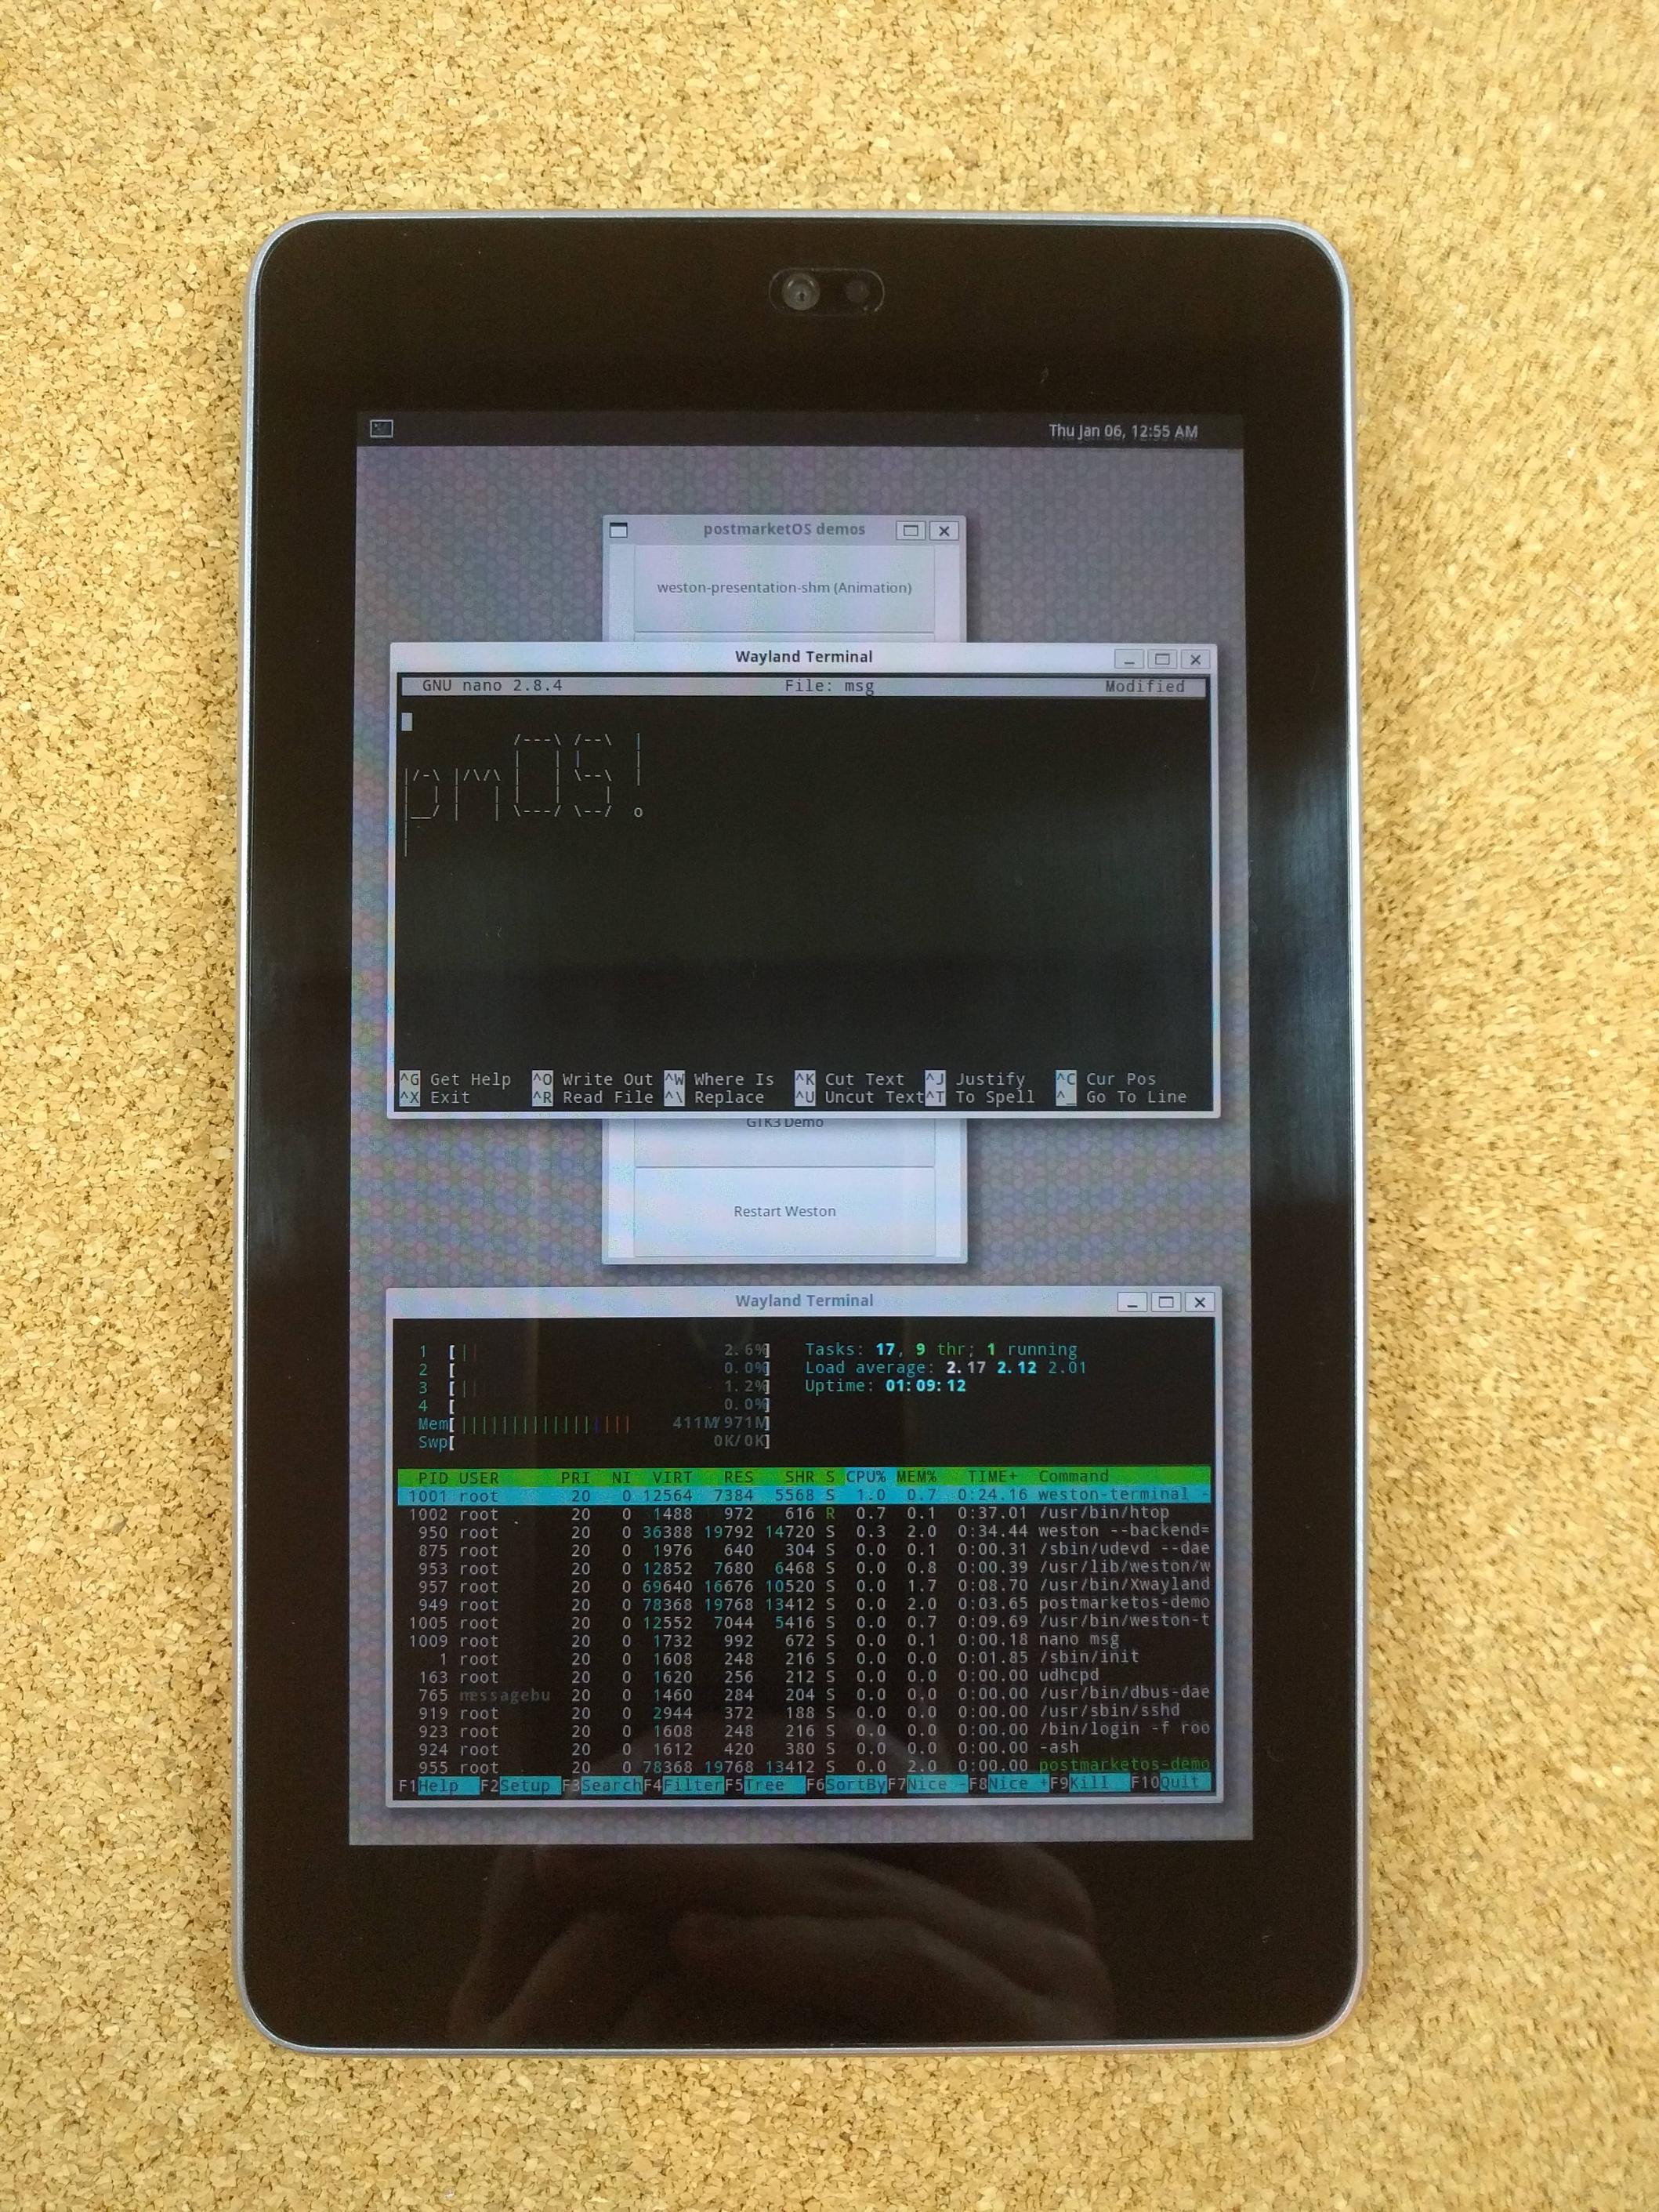 Thu Jan 06, 12:55 AM
postmarketOS demos
weston-presentation-shm (Animation)
Wayland Terminal
GNU nano 2.8.4 File: msg Modified
/---\ /--\ |
| | | |
|/-\ |/\/\ | | \--\ |
| | | | | | |
|__/ | | \---/ \--/ o
|
|
^G Get Help ^O Write Out ^W Where Is ^K Cut Text ^J Justify ^C Cur Pos
^X Exit ^R Read File ^\ Replace ^U Uncut Text ^T To Spell ^_ Go To Line
GTK3 Demo
Restart Weston
Wayland Terminal
1 [|| 2.6%] Tasks: 17, 9 thr; 1 running
2 [ 0.0%] Load average: 2.17 2.12 2.01
3 [|| 1.2%] Uptime: 01:09:12
4 [ 0.0%]
Mem[||||||||||||||||| 411M/971M]
Swp[ 0K/0K]
PID USER PRI NI VIRT RES SHR S CPU% MEM% TIME+ Command
1001 root 20 0 12564 7384 5568 S 1.0 0.7 0:24.16 weston-terminal -
1002 root 20 0 1488 972 616 R 0.7 0.1 0:37.01 /usr/bin/htop
950 root 20 0 36388 19792 14720 S 0.3 2.0 0:34.44 weston --backend=
875 root 20 0 1976 640 304 S 0.0 0.1 0:00.31 /sbin/udevd --dae
953 root 20 0 12852 7680 6468 S 0.0 0.8 0:00.39 /usr/lib/weston/w
957 root 20 0 69640 16676 10520 S 0.0 1.7 0:08.70 /usr/bin/Xwayland
949 root 20 0 78368 19768 13412 S 0.0 2.0 0:03.65 postmarketos-demo
1005 root 20 0 12552 7044 5416 S 0.0 0.7 0:09.69 /usr/bin/weston-t
1009 root 20 0 1732 992 672 S 0.0 0.1 0:00.18 nano msg
1 root 20 0 1608 248 216 S 0.0 0.0 0:01.85 /sbin/init
163 root 20 0 1620 256 212 S 0.0 0.0 0:00.00 udhcpd
765 messagebu 20 0 1460 284 204 S 0.0 0.0 0:00.00 /usr/bin/dbus-dae
919 root 20 0 2944 372 188 S 0.0 0.0 0:00.00 /usr/sbin/sshd
923 root 20 0 1608 248 216 S 0.0 0.0 0:00.00 /bin/login -f roo
924 root 20 0 1612 420 380 S 0.0 0.0 0:00.00 -ash
955 root 20 0 78368 19768 13412 S 0.0 2.0 0:00.00 postmarketos-demo
F1Help F2Setup F3SearchF4FilterF5Tree F6SortByF7Nice -F8Nice +F9Kill F10Quit